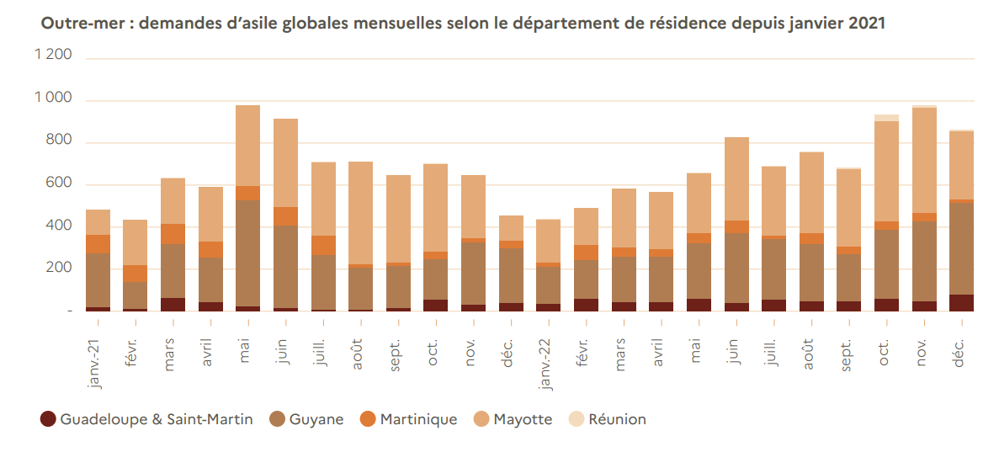 Outre-mer : demandes d’asile globales mensuelles selon le département de résidence depuis janvier 2021
1 200
1 000
800
600
400
200
-
janv.-21
févr.
mars
avril
mai
juin
juill.
août
sept.
oct.
nov.
déc.
janv.-22
févr.
mars
avril
mai
juin
juill.
août
sept.
oct.
nov.
déc.
Guadeloupe & Saint-Martin Guyane Martinique Mayotte Réunion